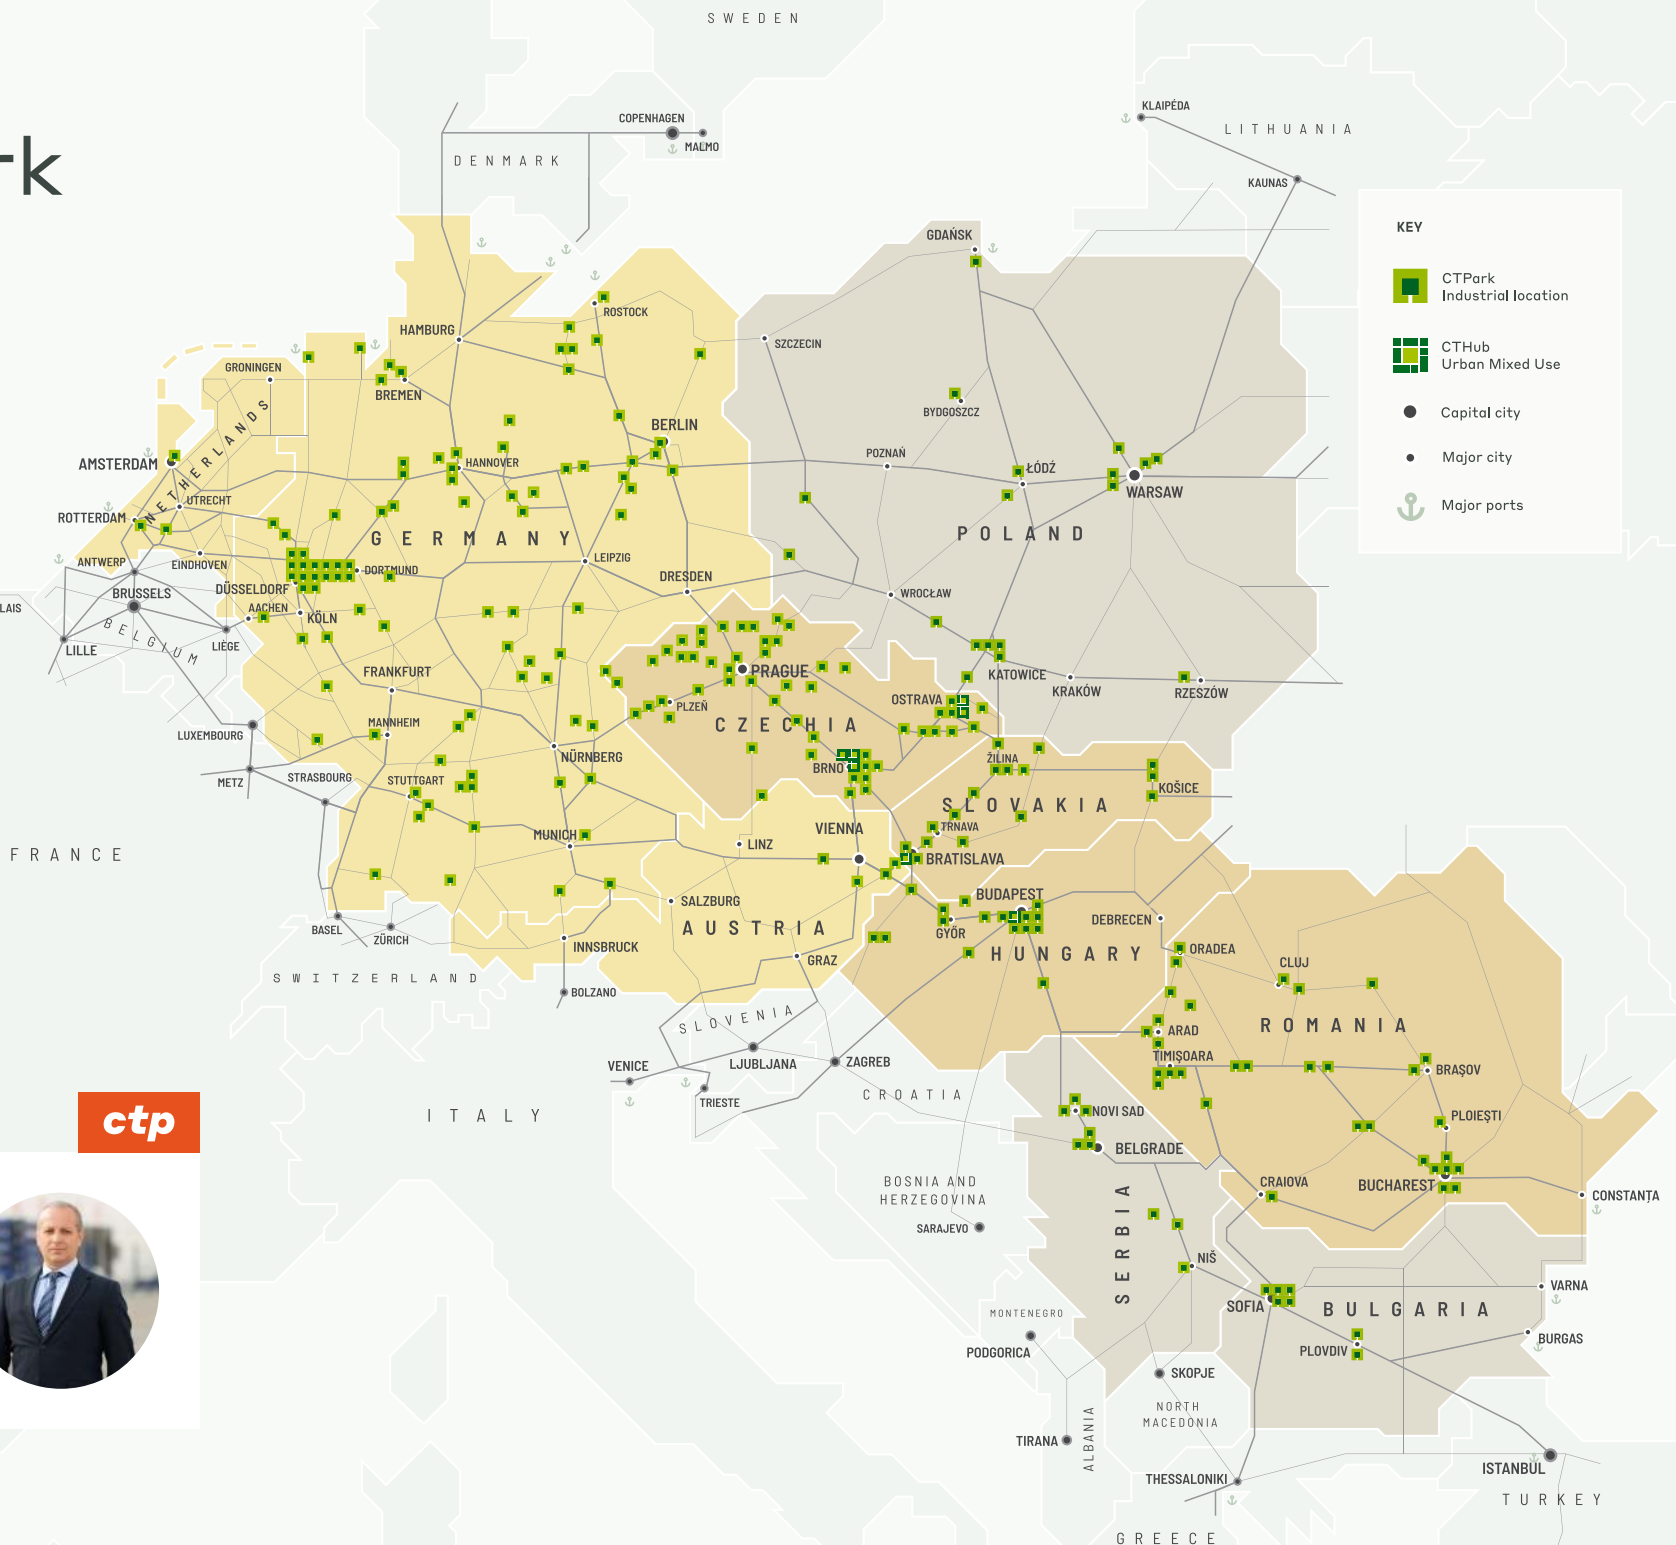 rk
SWEDEN
COPENHAGEN
MALMO
DENMARK
KLAIPÉDA
LITHUANIA
KAUNAS
KEY
CTPark
Industrial location
CTHub
Urban Mixed Use
Capital city
Major city
Major ports
GDAŃSK
ROSTOCK
HAMBURG
SZCZECIN
GRONINGEN
BREMEN
BYDGOSZCZ
BERLIN
NETHERLANDS
AMSTERDAM
HANNOVER
POZNAŃ
ŁÓDŹ
WARSAW
UTRECHT
ROTTERDAM
GERMANY
POLAND
ANTWERP
EINDHOVEN
DORTMUND
LEIPZIG
DRESDEN
BRUSSELS
DÜSSELDORF
WROCŁAW
LAIS
AACHEN
KÖLN
BELGIUM
LILLE
LIÈGE
FRANKFURT
PRAGUE
KATOWICE
KRAKÓW
RZESZÓW
OSTRAVA
PLZEŇ
CZECHIA
MANNHEIM
LUXEMBOURG
NÜRNBERG
ŽILINA
BRNO
METZ
STRASBOURG
STUTTGART
KOŠICE
SLOVAKIA
TRNAVA
VIENNA
MUNICH
LINZ
BRATISLAVA
FRANCE
BUDAPEST
SALZBURG
DEBRECEN
BASEL
ZÜRICH
AUSTRIA
GYŐR
INNSBRUCK
HUNGARY
ORADEA
GRAZ
CLUJ
SWITZERLAND
BOLZANO
SLOVENIA
ROMANIA
ARAD
TIMIȘOARA
VENICE
LJUBLJANA
ZAGREB
BRAȘOV
TRIESTE
CROATIA
NOVI SAD
PLOIEȘTI
ITALY
ctp
BELGRADE
BOSNIA AND
HERZEGOVINA
CRAIOVA
BUCHAREST
CONSTANȚA
SARAJEVO
SERBIA
NIŠ
VARNA
SOFIA
BULGARIA
MONTENEGRO
PODGORICA
PLOVDIV
BURGAS
SKOPJE
NORTH
MACEDONIA
TIRANA
ALBANIA
THESSALONIKI
ISTANBUL
TURKEY
GREECE